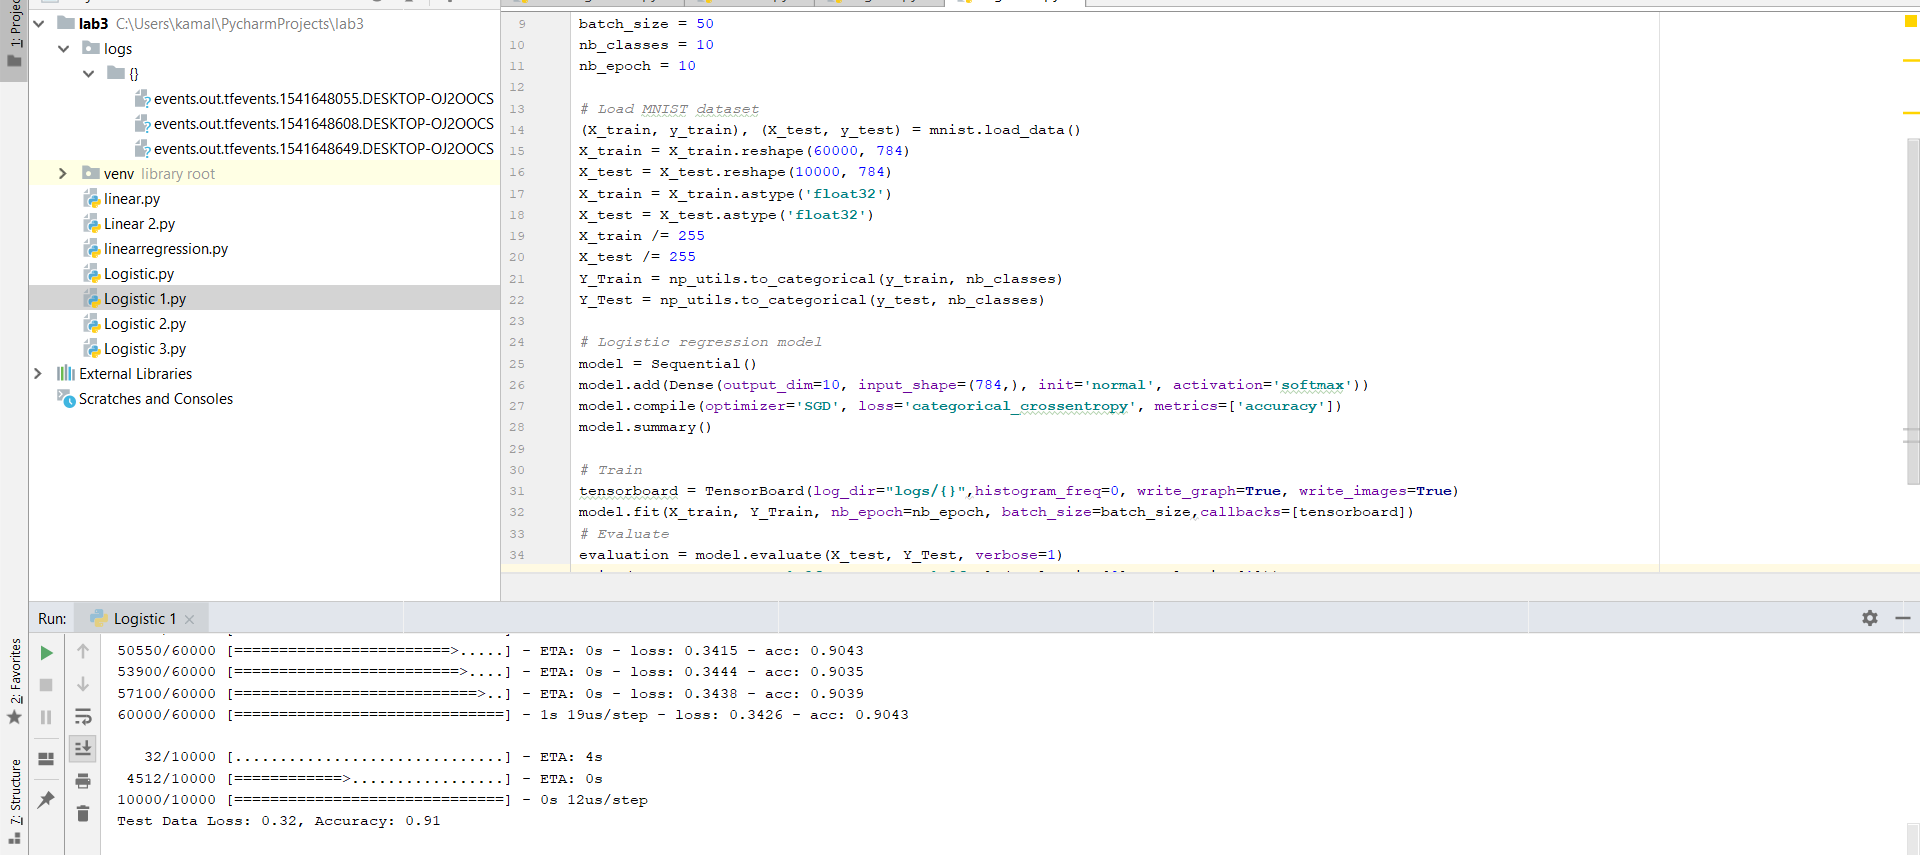 1: Project
lab3 C:\Users\kamal\PycharmProjects\lab3
logs
{}
events.out.tfevents.1541648055.DESKTOP-OJ2OOCS
events.out.tfevents.1541648608.DESKTOP-OJ2OOCS
events.out.tfevents.1541648649.DESKTOP-OJ2OOCS
venv library root
linear.py
Linear 2.py
linearregression.py
Logistic.py
Logistic 1.py
Logistic 2.py
Logistic 3.py
External Libraries
Scratches and Consoles
9 batch_size = 50
10 nb_classes = 10
11 nb_epoch = 10
12
13 # Load MNIST dataset
14 (X_train, y_train), (X_test, y_test) = mnist.load_data()
15 X_train = X_train.reshape(60000, 784)
16 X_test = X_test.reshape(10000, 784)
17 X_train = X_train.astype('float32')
18 X_test = X_test.astype('float32')
19 X_train /= 255
20 X_test /= 255
21 Y_Train = np_utils.to_categorical(y_train, nb_classes)
22 Y_Test = np_utils.to_categorical(y_test, nb_classes)
23
24 # Logistic regression model
25 model = Sequential()
26 model.add(Dense(output_dim=10, input_shape=(784,), init='normal', activation='softmax'))
27 model.compile(optimizer='SGD', loss='categorical_crossentropy', metrics=['accuracy'])
28 model.summary()
29
30 # Train
31 tensorboard = TensorBoard(log_dir="logs/{}",histogram_freq=0, write_graph=True, write_images=True)
32 model.fit(X_train, Y_Train, nb_epoch=nb_epoch, batch_size=batch_size,callbacks=[tensorboard])
33 # Evaluate
34 evaluation = model.evaluate(X_test, Y_Test, verbose=1)
Run: Logistic 1
50550/60000 [========================>.....] - ETA: 0s - loss: 0.3415 - acc: 0.9043
53900/60000 [=========================>....] - ETA: 0s - loss: 0.3444 - acc: 0.9035
57100/60000 [===========================>..] - ETA: 0s - loss: 0.3438 - acc: 0.9039
60000/60000 [==============================] - 1s 19us/step - loss: 0.3426 - acc: 0.9043
32/10000 [..............................] - ETA: 4s
4512/10000 [============>.................] - ETA: 0s
10000/10000 [==============================] - 0s 12us/step
Test Data Loss: 0.32, Accuracy: 0.91
2: Favorites
7: Structure